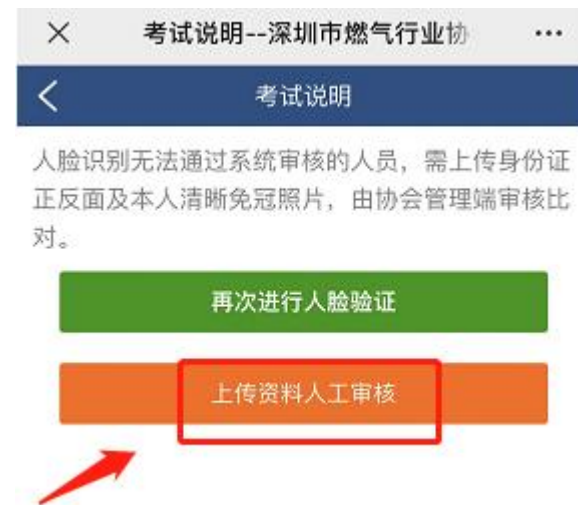 考试说明--深圳市燃气行业协
考试说明
人脸识别无法通过系统审核的人员，需上传身份证
正反面及本人清晰免冠照片，由协会管理端审核比
对。
再次进行人脸验证
上传资料人工审核